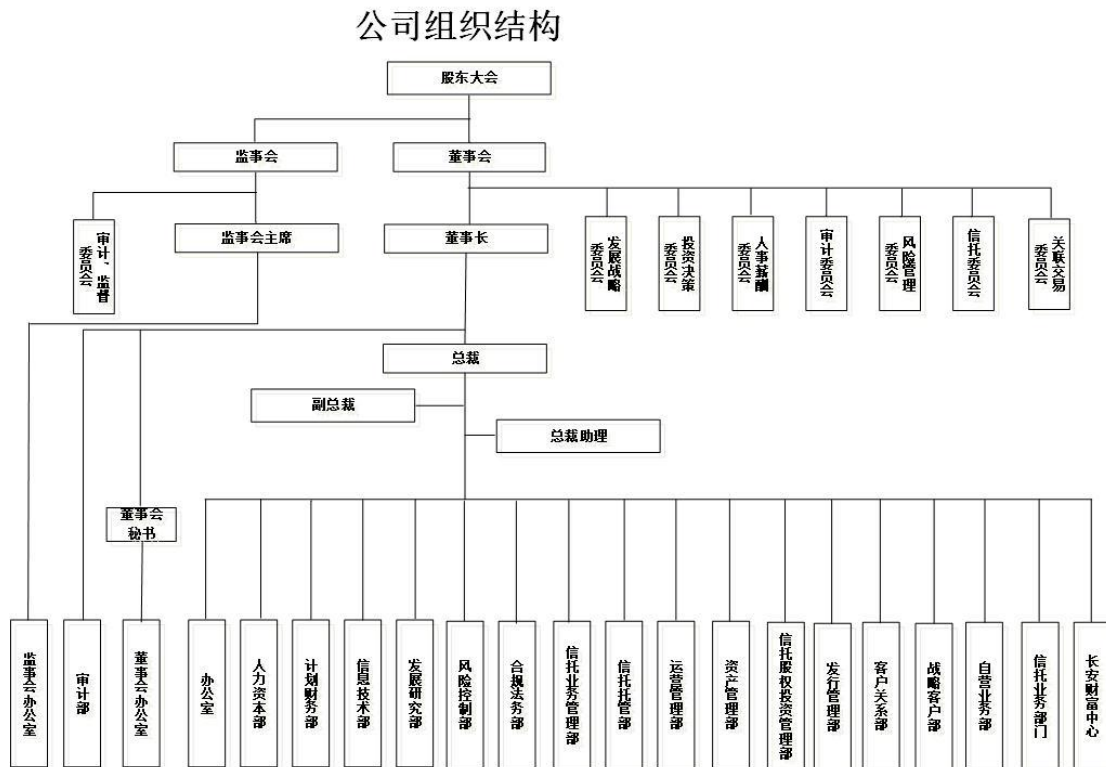 公司组织结构
股东大会
监事会
董事会
审计、监督
委员会
监事会主席
董事长
发展战略
委员会
投资决策
委员会
人事薪酬
委员会
审计委员会
风险管理
委员会
信托委员会
关联交易
委员会
总裁
副总裁
总裁助理
董事会
秘书
监事会办公室
审计部
董事会办公室
办公室
人力资本部
计划财务部
信息技术部
发展研究部
风险控制部
合规法务部
信托业务管理部
信托托管部
运营管理部
资产管理部
信托股权投资管理部
发行管理部
客户关系部
战略客户部
自营业务部
信托业务部门
长安财富中心